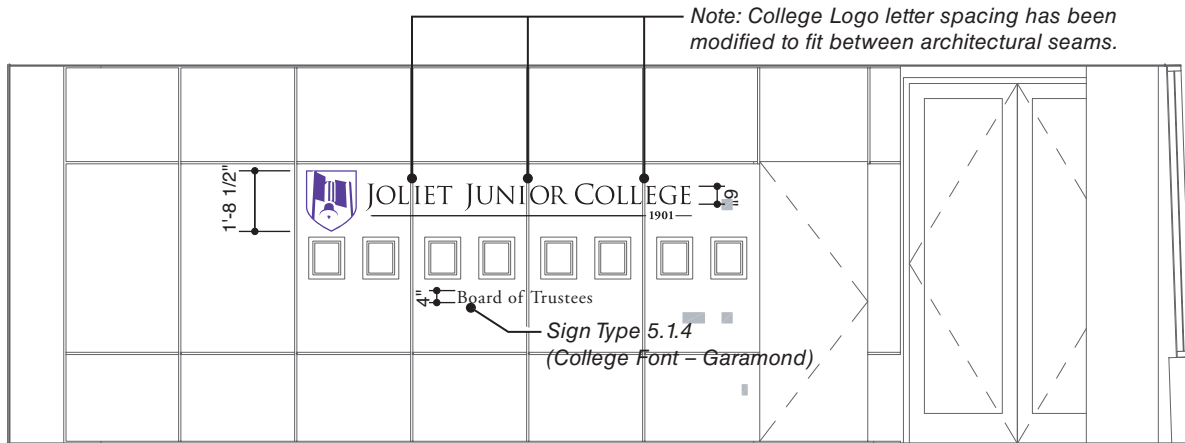 Note: College Logo letter spacing has been
modified to fit between architectural seams.
1'-8 1/2"
JOLIET JUNIOR COLLEGE
6"
1901
4"
Board of Trustees
Sign Type 5.1.4
(College Font – Garamond)